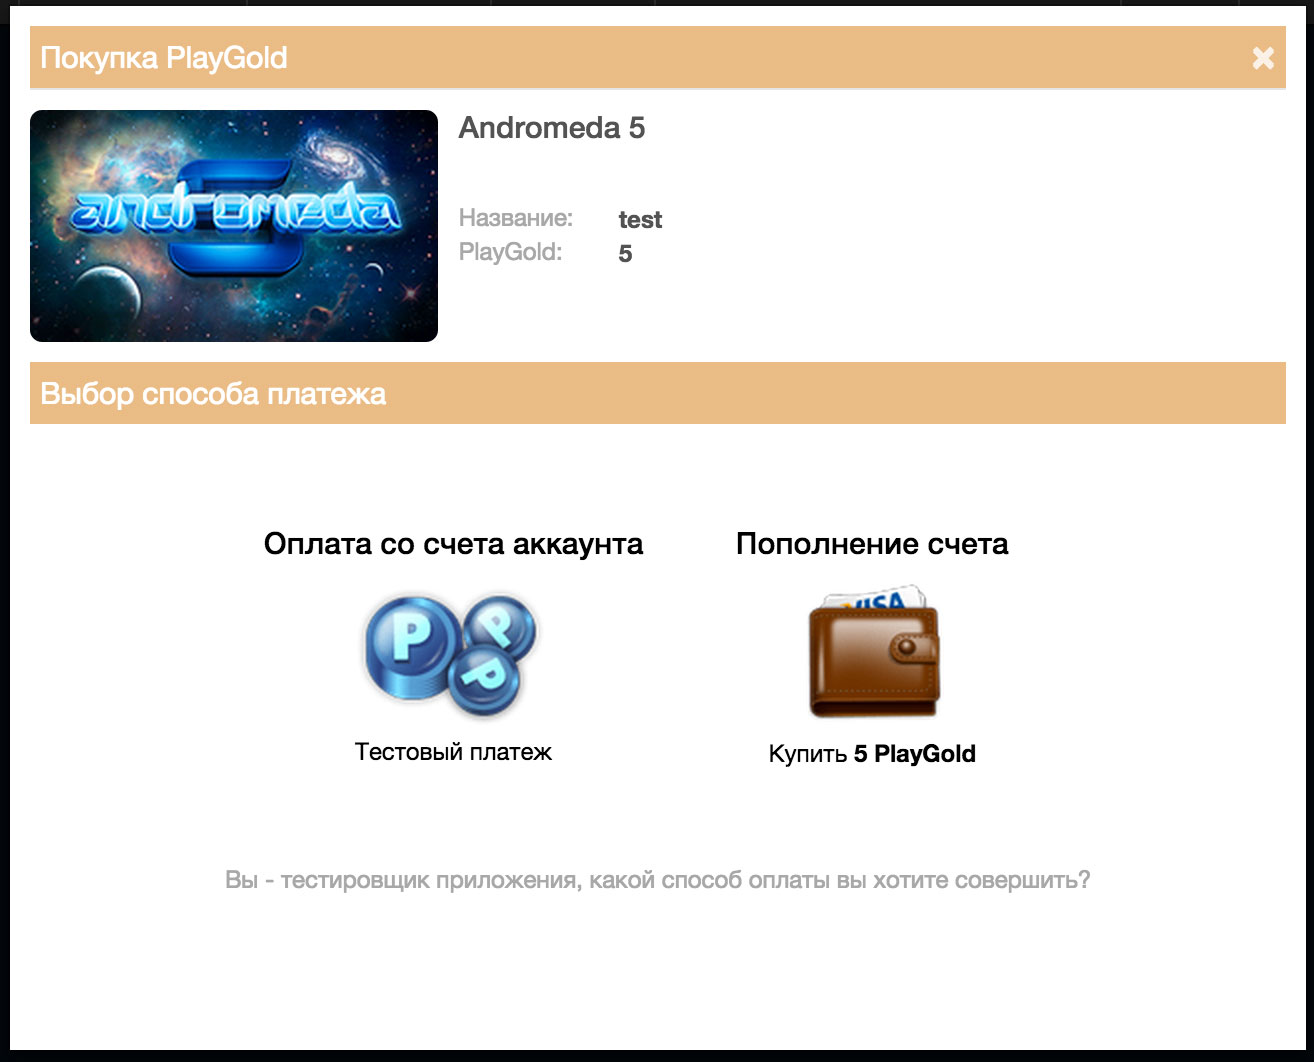 Покупка PlayGold
andromeda
5
Andromeda 5
Название: test
PlayGold: 5
Выбор способа платежа
Оплата со счета аккаунта
Пополнение счета
P P P
VISA
Тестовый платеж
Купить 5 PlayGold
Вы - тестировщик приложения, какой способ оплаты вы хотите совершить?